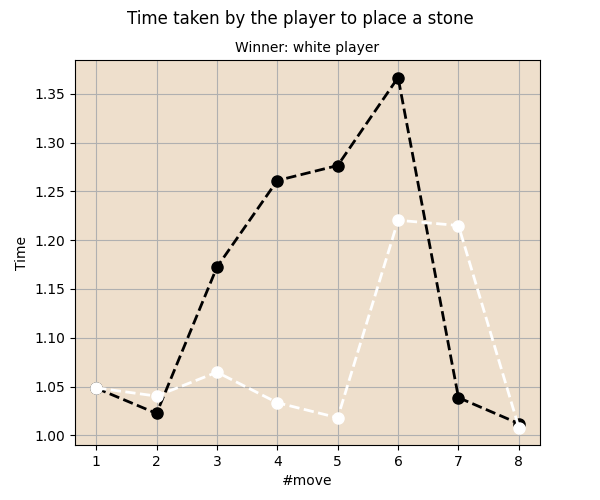 Time taken by the player to place a stone
Winner: white player
1.35
1.30
1.25
1.20
1.15
1.10
1.05
1.00
Time
1 2 3 4 5 6 7 8
#move